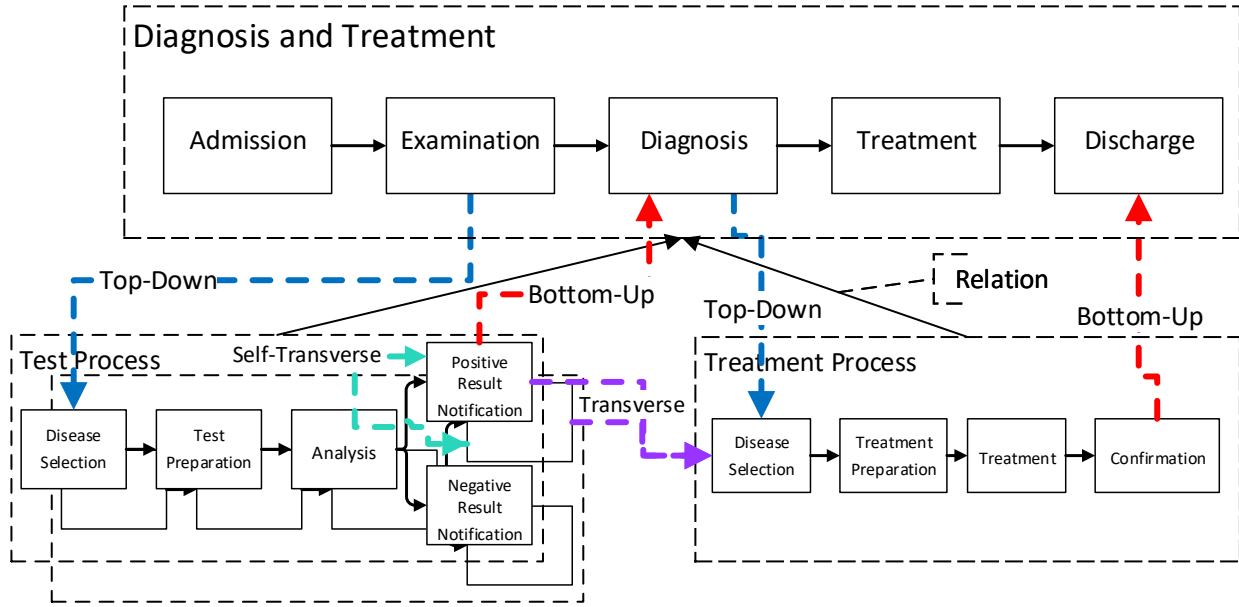 Diagnosis and Treatment
Admission
Examination
Diagnosis
Treatment
Discharge
Top-Down
Bottom-Up
Top-Down
Relation
Bottom-Up
Test Process
Self-Transverse
Positive
Result
Notification
Transverse
Treatment Process
Disease
Selection
Test
Preparation
Analysis
Negative
Result
Notification
Disease
Selection
Treatment
Preparation
Treatment
Confirmation